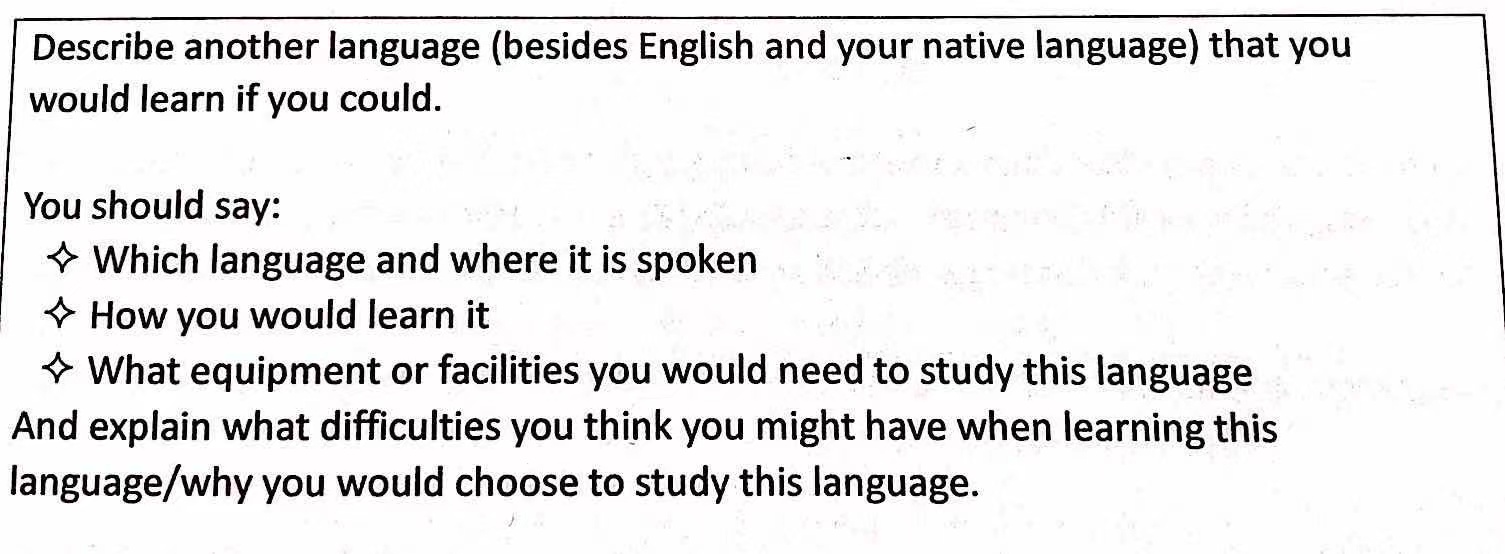 Describe another language (besides English and your native language) that you
would learn if you could.
You should say:
✧ Which language and where it is spoken
✧ How you would learn it
✧ What equipment or facilities you would need to study this language
And explain what difficulties you think you might have when learning this
language/why you would choose to study this language.